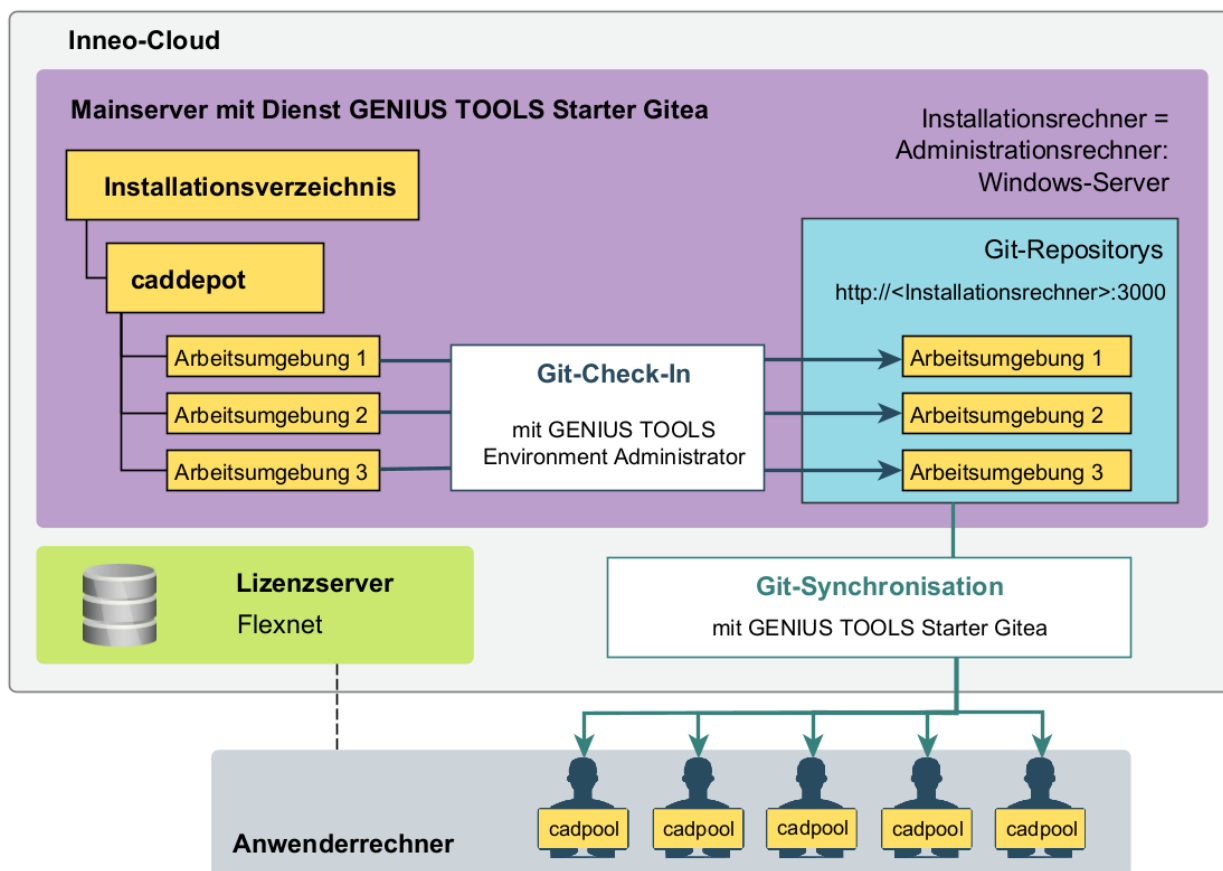 Inneo-Cloud
Mainserver mit Dienst GENIUS TOOLS Starter Gitea
Installationsrechner =
Administrationsrechner:
Windows-Server
Installationsverzeichnis
caddepot
Arbeitsumgebung 1
Arbeitsumgebung 2
Arbeitsumgebung 3
Git-Check-In
mit GENIUS TOOLS
Environment Administrator
Git-Repositorys
http://<Installationsrechner>:3000
Arbeitsumgebung 1
Arbeitsumgebung 2
Arbeitsumgebung 3
Lizenzserver
Flexnet
Git-Synchronisation
mit GENIUS TOOLS Starter Gitea
Anwenderrechner
cadpool
cadpool
cadpool
cadpool
cadpool